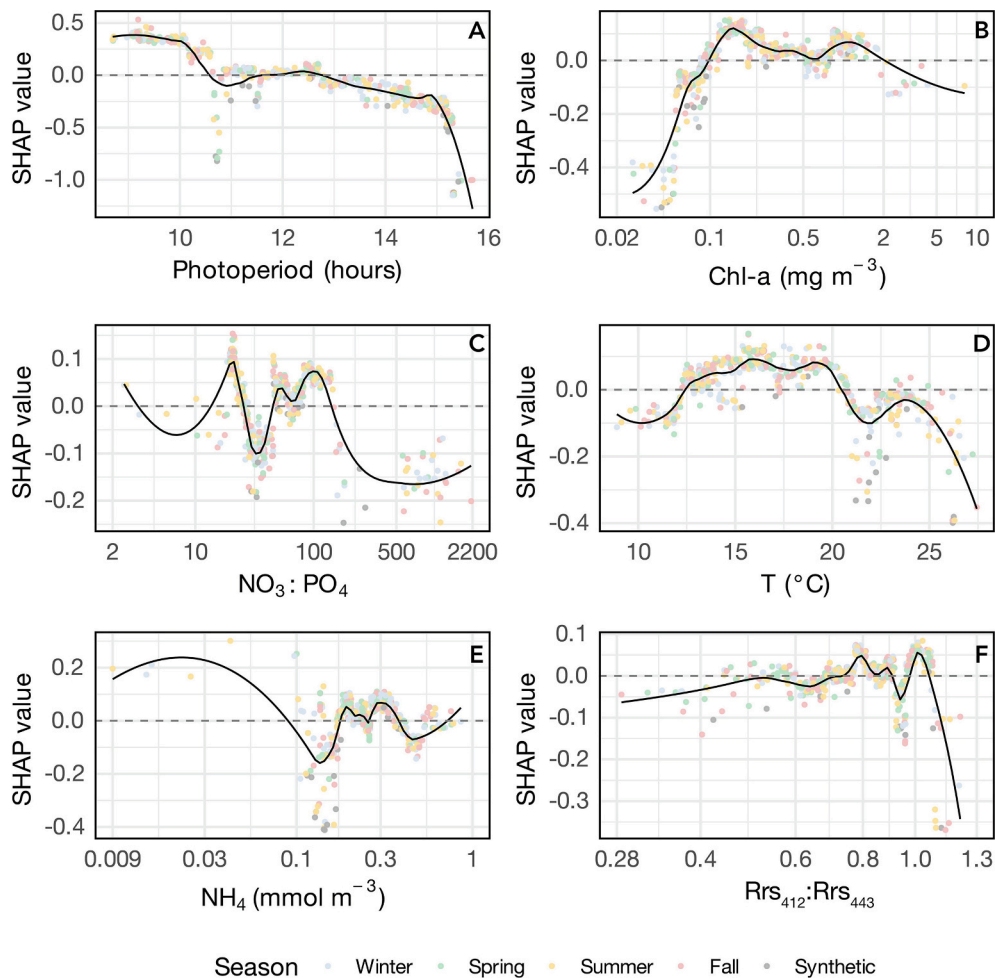 A
SHAP value
0.5
0.0
-0.5
-1.0
10
12
14
16
Photoperiod (hours)
B
SHAP value
0.0
-0.2
-0.4
0.02
0.1
0.5
2
5
10
Chl-a (mg m⁻³)
C
SHAP value
0.1
0.0
-0.1
-0.2
2
10
100
500
2200
NO₃ : PO₄
D
SHAP value
0.0
-0.2
-0.4
10
15
20
25
T (°C)
E
SHAP value
0.2
0.0
-0.2
-0.4
0.009
0.03
0.1
0.3
1
NH₄ (mmol m⁻³)
F
SHAP value
0.1
0.0
-0.1
-0.2
-0.3
0.28
0.4
0.6
0.8
1.0
1.3
Rrs₄₁₂:Rrs₄₄₃
Season Winter Spring Summer Fall Synthetic